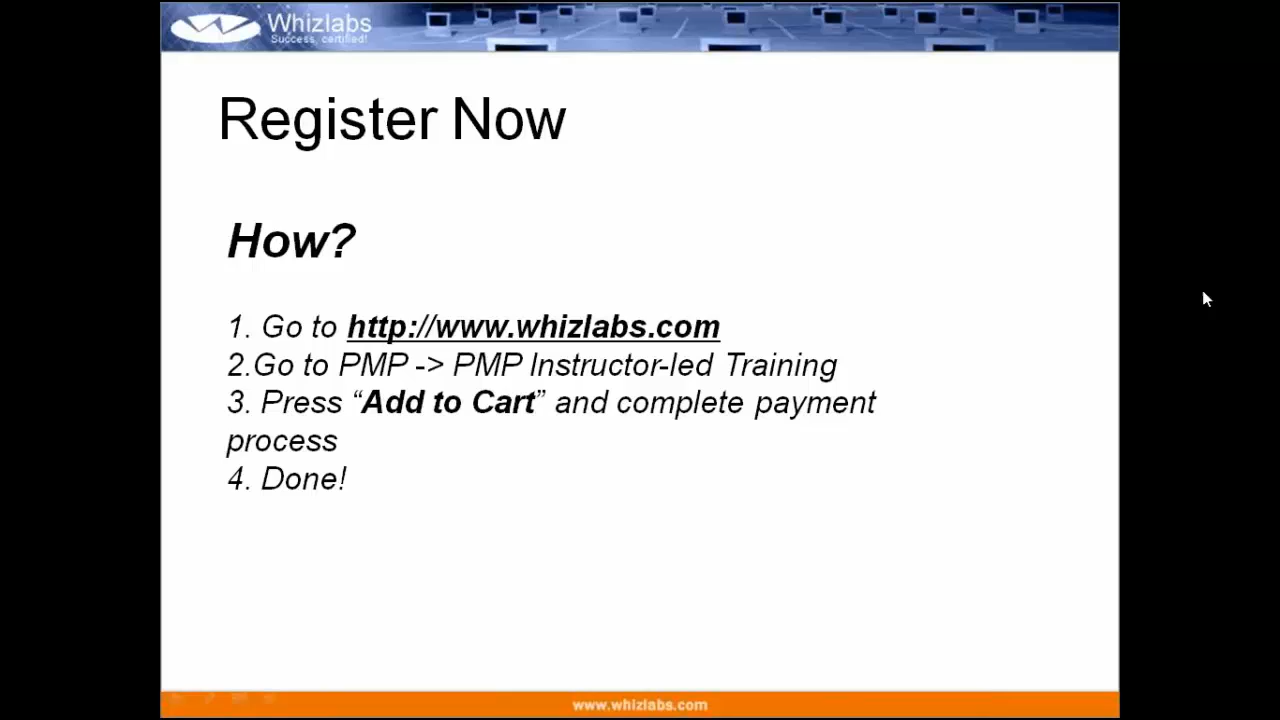 Whizlabs
Success, certified!
Register Now
How?
1. Go to http://www.whizlabs.com
2.Go to PMP -> PMP Instructor-led Training
3. Press “Add to Cart” and complete payment
process
4. Done!
www.whizlabs.com